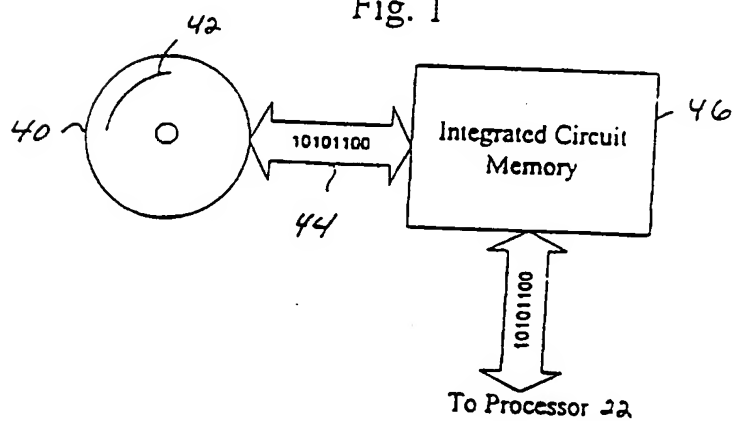 Fig. 1
42
40
10101100
46
Integrated Circuit
Memory
44
10101100
To Processor 22